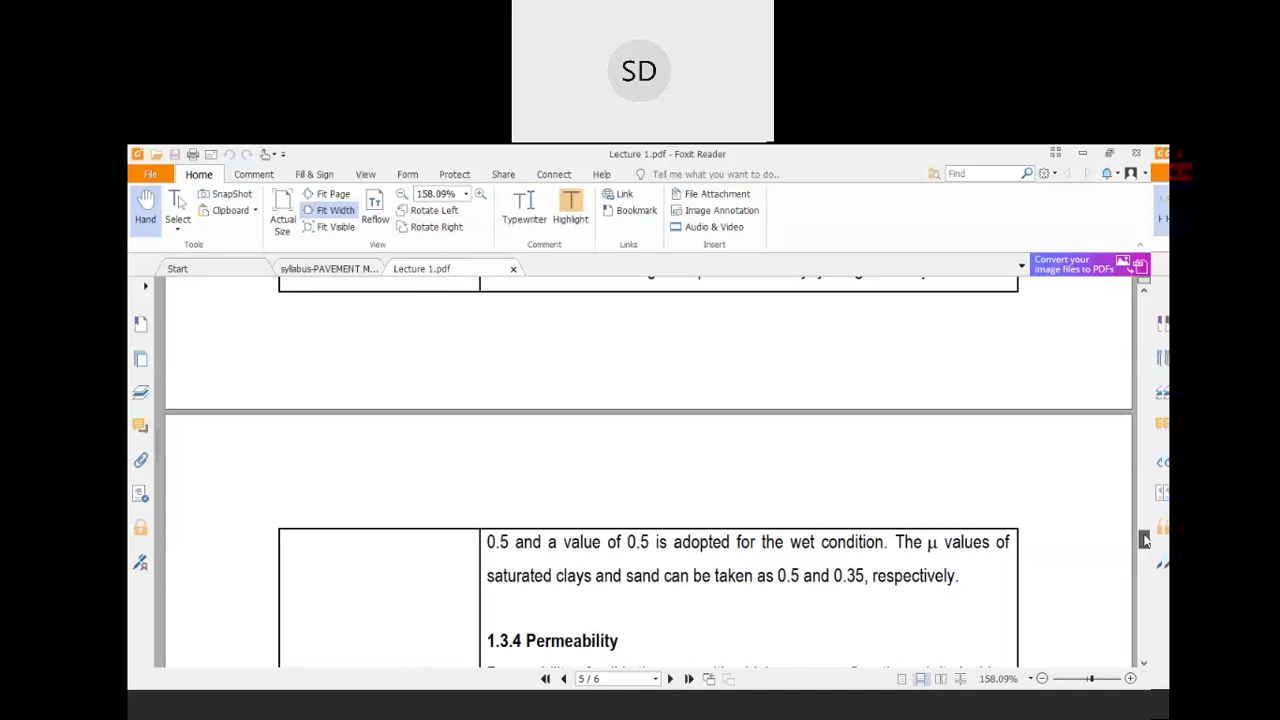 SD
Lecture 1.pdf - Foxit Reader
File Home Comment View Form Protect Share Connect Help Tell me what you want to do.. Find
Hand
Select
SnapShot
Clipboard
Tools
Actual
Size
Fit Page
Fit Width
Fit Visible
Reflow
158.09%
Rotate Left
Rotate Right
View
Typewriter
Highlight
Comment
Link
Bookmark
Links
File Attachment
Image Annotation
Audio & Video
Insert
Start
syllabus-PAVEMENT M...
Lecture 1.pdf
Convert your
image files to PDFs
0.5 and a value of 0.5 is adopted for the wet condition. The μ values of
saturated clays and sand can be taken as 0.5 and 0.35, respectively.
1.3.4 Permeability
5 / 6
158.09%